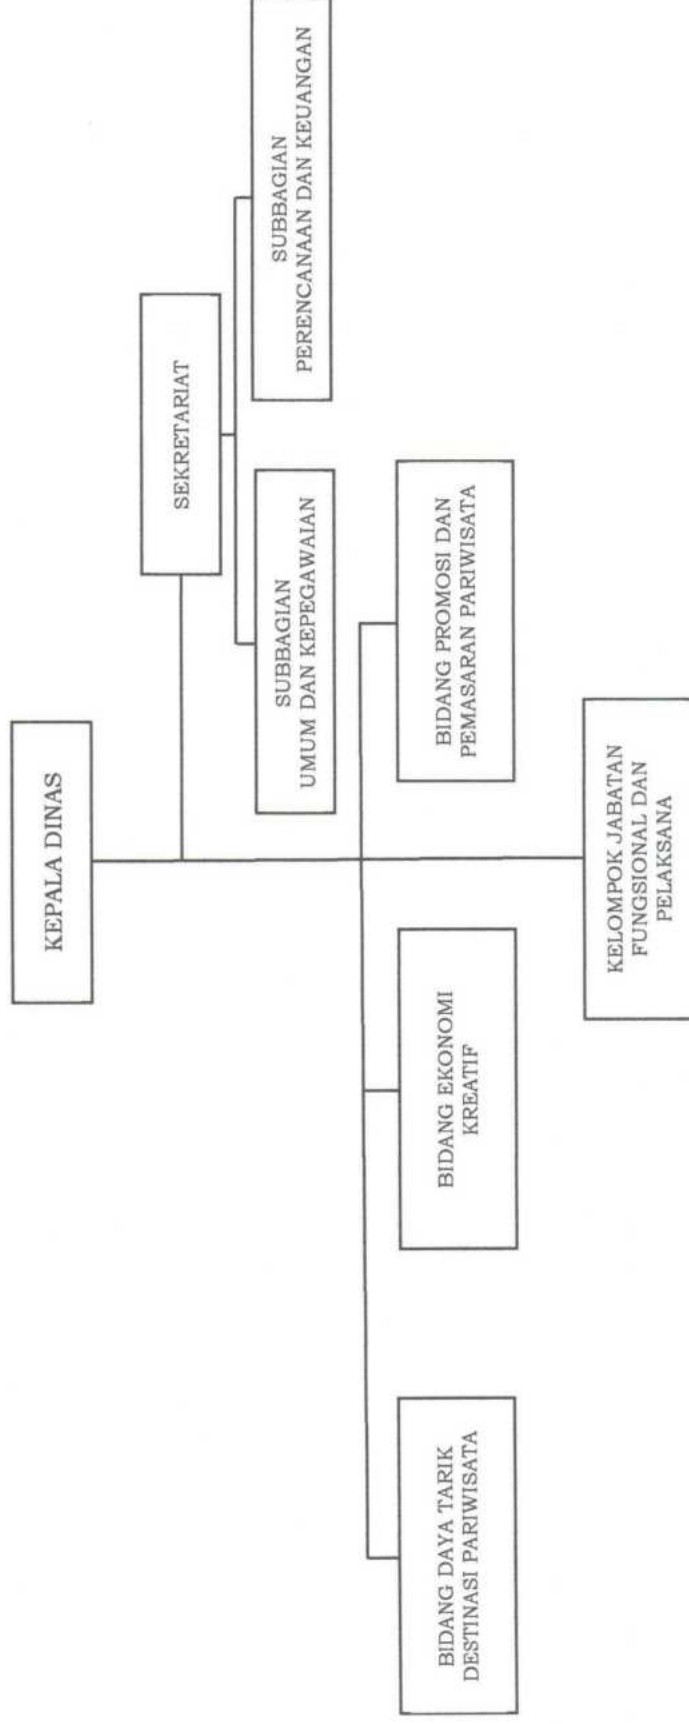 KEPALA DINAS
SEKRETARIAT
SUBBAGIAN
UMUM DAN KEPEGAWAIAN
SUBBAGIAN
PERENCANAAN DAN KEUANGAN
BIDANG DAYA TARIK
DESTINASI PARIWISATA
BIDANG EKONOMI
KREATIF
BIDANG PROMOSI DAN
PEMASARAN PARIWISATA
KELOMPOK JABATAN
FUNGSIONAL DAN
PELAKSANA